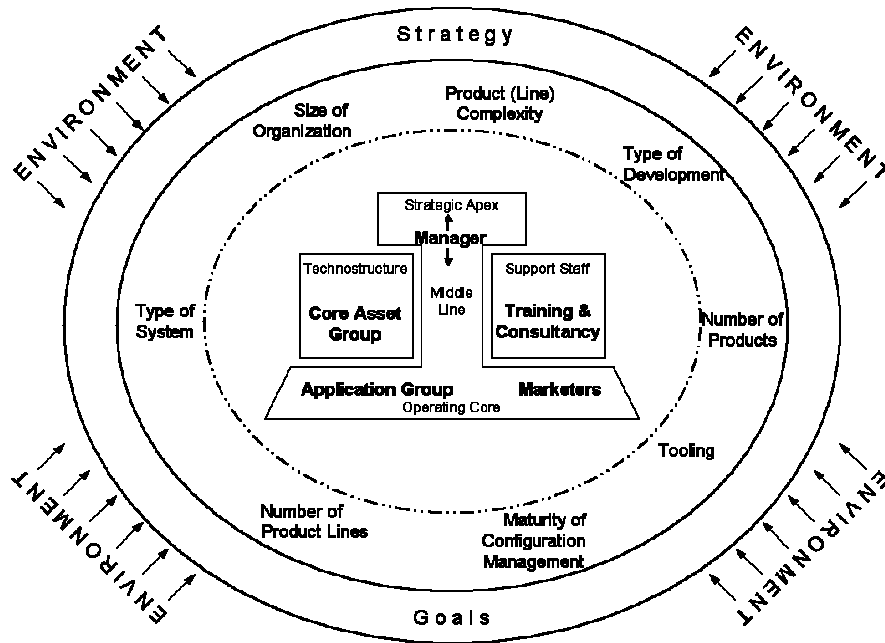 Strategy
ENVIRONMENT
ENVIRONMENT
Size of
Organization
Product (Line)
Complexity
Type of
Development
Strategic Apex
Manager
Technostructure
Core Asset
Group
Middle
Line
Support Staff
Training &
Consultancy
Type of
System
Number of
Products
Application Group
Marketers
Operating Core
Tooling
Number of
Product Lines
Maturity of
Configuration
Management
ENVIRONMENT
ENVIRONMENT
Goals